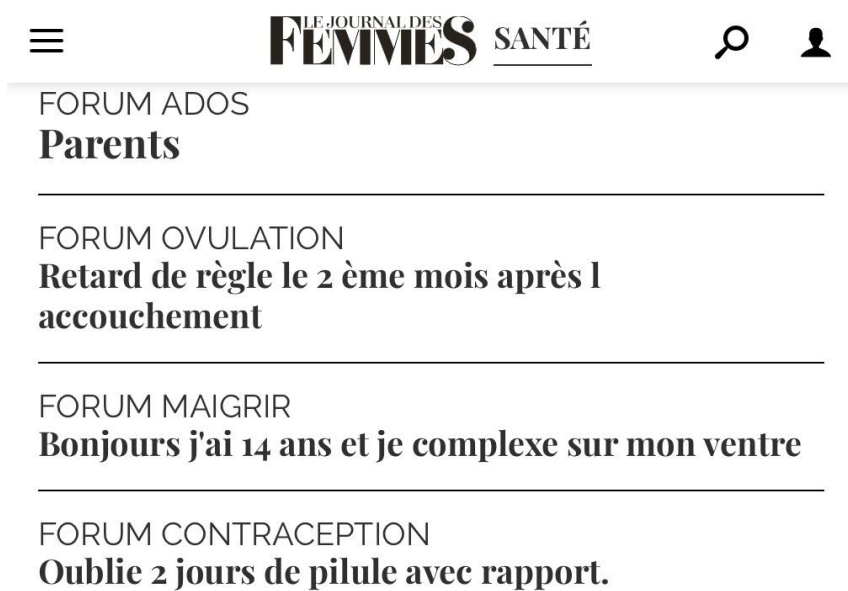 LE JOURNAL DES
FEMMES SANTÉ
FORUM ADOS
Parents
FORUM OVULATION
Retard de règle le 2 ème mois après l
accouchement
FORUM MAIGRIR
Bonjours j'ai 14 ans et je complexe sur mon ventre
FORUM CONTRACEPTION
Oublie 2 jours de pilule avec rapport.